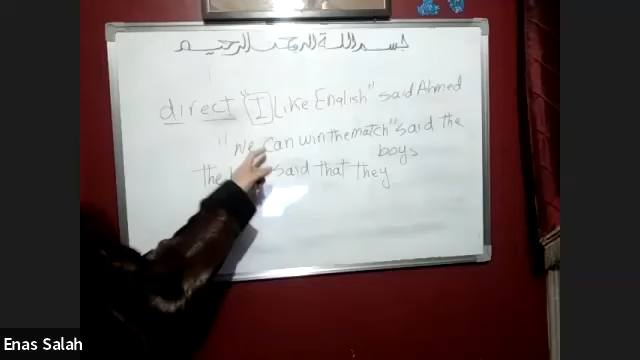 بسم الله الرحمن الرحيم
direct "I like English" said Ahmed
"we can win the match" said the
boys
the said that they
Enas Salah